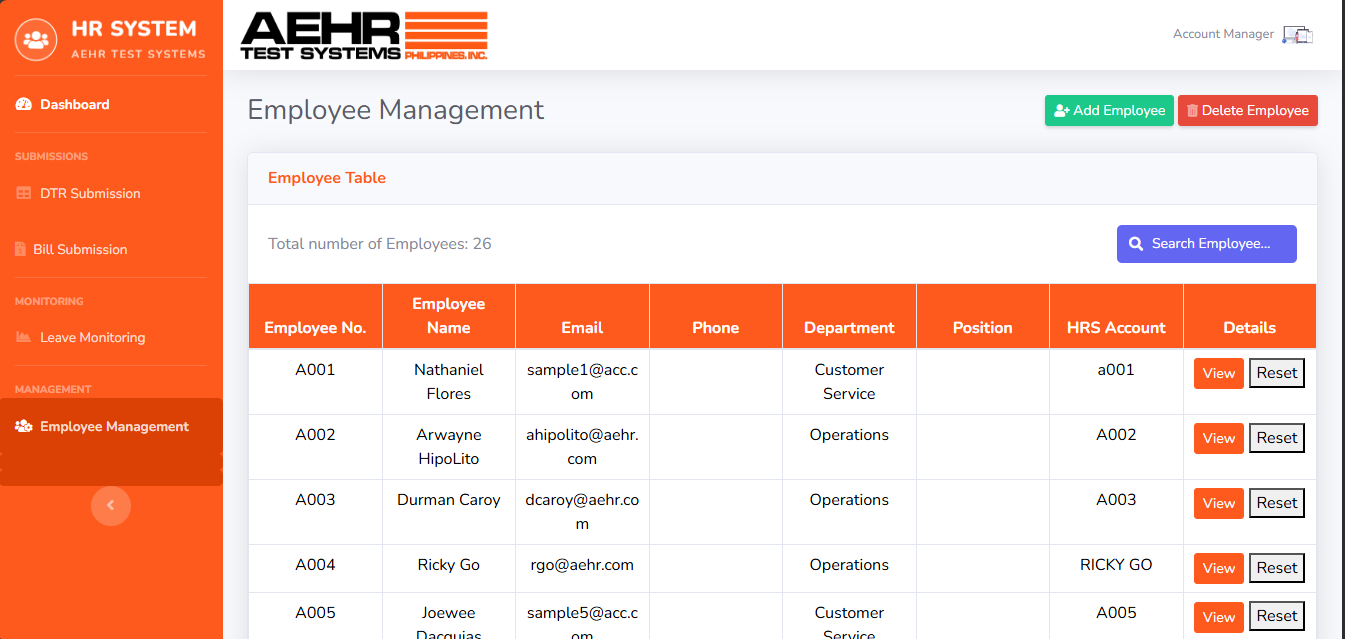 HR SYSTEM
AEHR TEST SYSTEMS
Dashboard
SUBMISSIONS
DTR Submission
Bill Submission
MONITORING
Leave Monitoring
MANAGEMENT
Employee Management
AEHR
TEST SYSTEMS PHILIPPINES, INC.
Account Manager
Employee Management
Add Employee Delete Employee
Employee Table
Total number of Employees: 26
Search Employee...
Employee No. Employee Name Email Phone Department Position HRS Account Details
A001 Nathaniel Flores sample1@acc.com Customer Service a001 View Reset
A002 Arwayne HipoLito ahipolito@aehr.com Operations A002 View Reset
A003 Durman Caroy dcaroy@aehr.com Operations A003 View Reset
A004 Ricky Go rgo@aehr.com Operations RICKY GO View Reset
A005 Joewee Dacquias sample5@acc.com Customer Service A005 View Reset